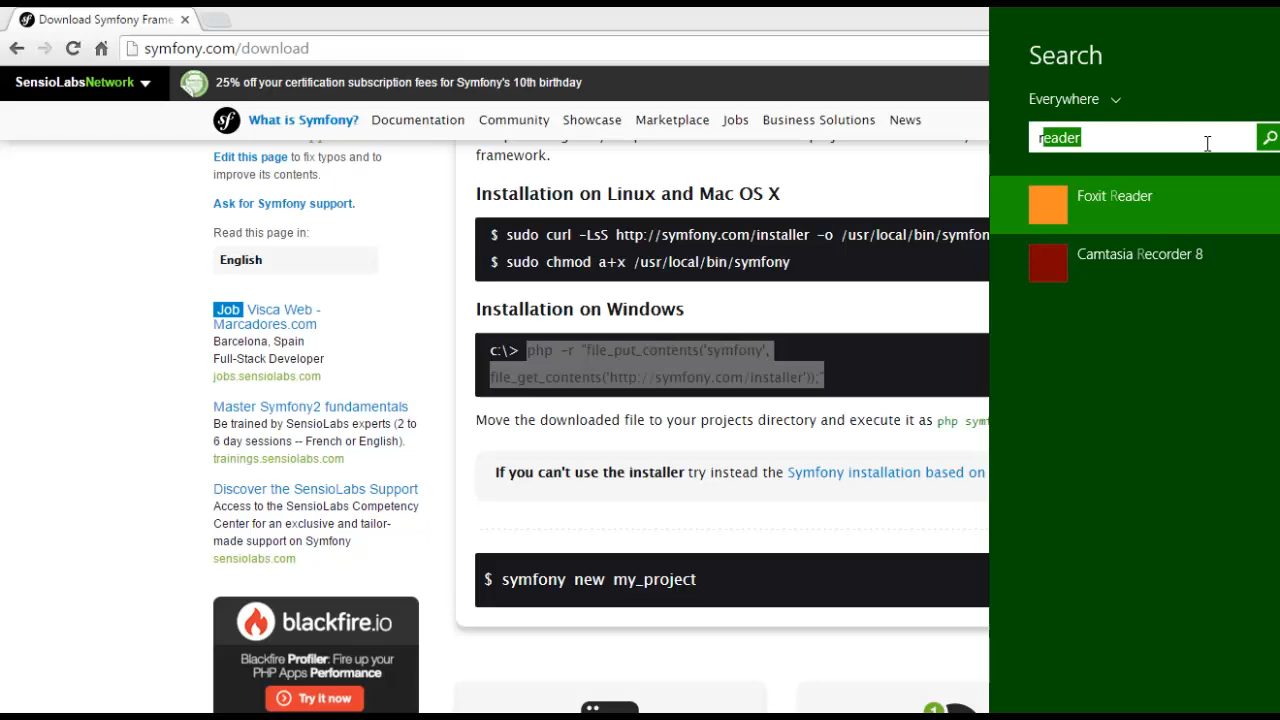 Download Symfony Frame
symfony.com/download
SensioLabsNetwork
25% off your certification subscription fees for Symfony's 10th birthday
sf What is Symfony? Documentation Community Showcase Marketplace Jobs Business Solutions News
Edit this page to fix typos and to
improve its contents.
Ask for Symfony support.
Read this page in:
English
Job Visca Web -
Marcadores.com
Barcelona, Spain
Full-Stack Developer
jobs.sensiolabs.com
Master Symfony2 fundamentals
Be trained by SensioLabs experts (2 to
6 day sessions -- French or English).
trainings.sensiolabs.com
Discover the SensioLabs Support
Access to the SensioLabs Competency
Center for an exclusive and tailor-
made support on Symfony
sensiolabs.com
blackfire.io
Blackfire Profiler: Fire up your
PHP Apps Performance
Try it now
framework.
Installation on Linux and Mac OS X
$ sudo curl -LsS http://symfony.com/installer -o /usr/local/bin/symfon
$ sudo chmod a+x /usr/local/bin/symfony
Installation on Windows
c:\> php -r "file_put_contents('symfony',
file_get_contents('http://symfony.com/installer'));"
Move the downloaded file to your projects directory and execute it as php symf
If you can't use the installer try instead the Symfony installation based on
$ symfony new my_project
1
Search
Everywhere
reader
Foxit Reader
Camtasia Recorder 8